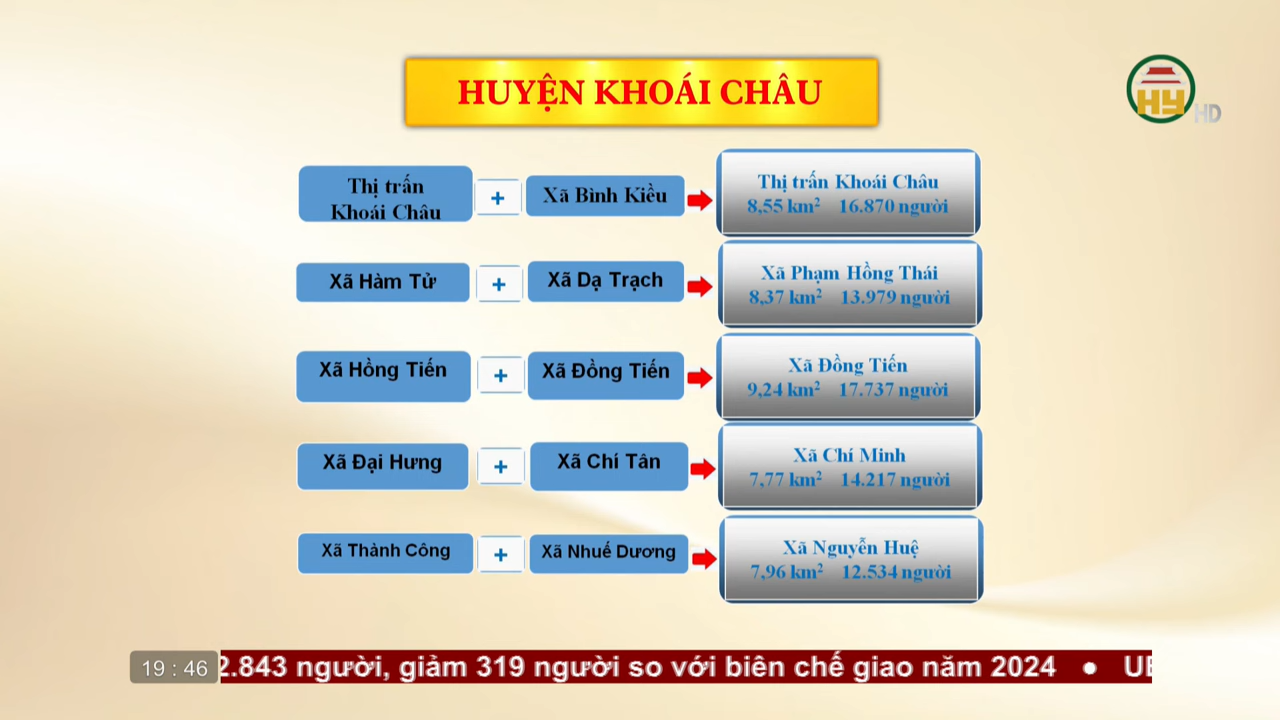 HUYỆN KHOÁI CHÂU
HY HD
Thị trấn
Khoái Châu
+
Xã Bình Kiều
Thị trấn Khoái Châu
8,55 km² 16.870 người
Xã Hàm Tử
+
Xã Dạ Trạch
Xã Phạm Hồng Thái
8,37 km² 13.979 người
Xã Hồng Tiến
+
Xã Đồng Tiến
Xã Đồng Tiến
9,24 km² 17.737 người
Xã Đại Hưng
+
Xã Chí Tân
Xã Chí Minh
7,77 km² 14.217 người
Xã Thành Công
+
Xã Nhuế Dương
Xã Nguyễn Huệ
7,96 km² 12.534 người
19 : 46 2.843 người, giảm 319 người so với biên chế giao năm 2024 ●